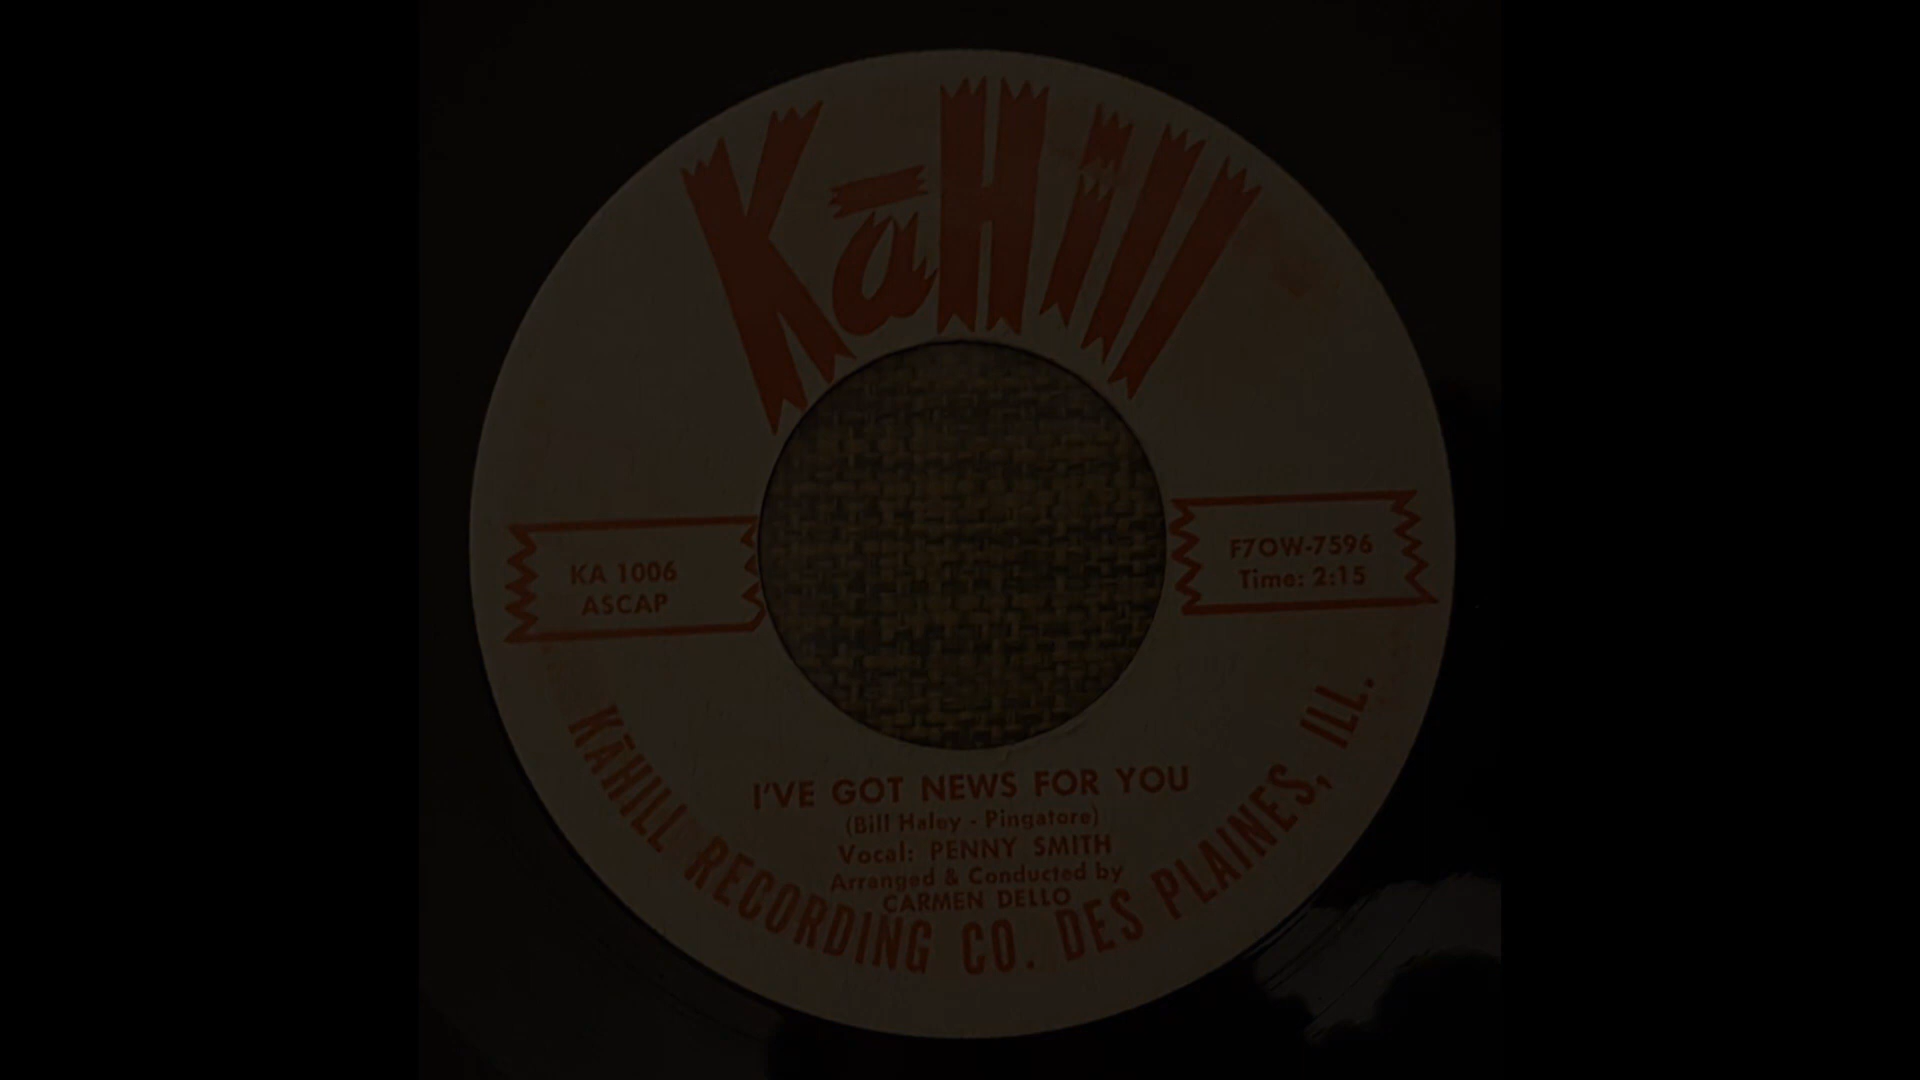 KāHill
KA 1006
ASCAP
F7OW-7596
Time: 2:15
I'VE GOT NEWS FOR YOU
(Bill Haley - Pingatore)
Vocal: PENNY SMITH
Arranged & Conducted by
CARMEN DELLO
KĀHILL RECORDING CO. DES PLAINES, ILL.